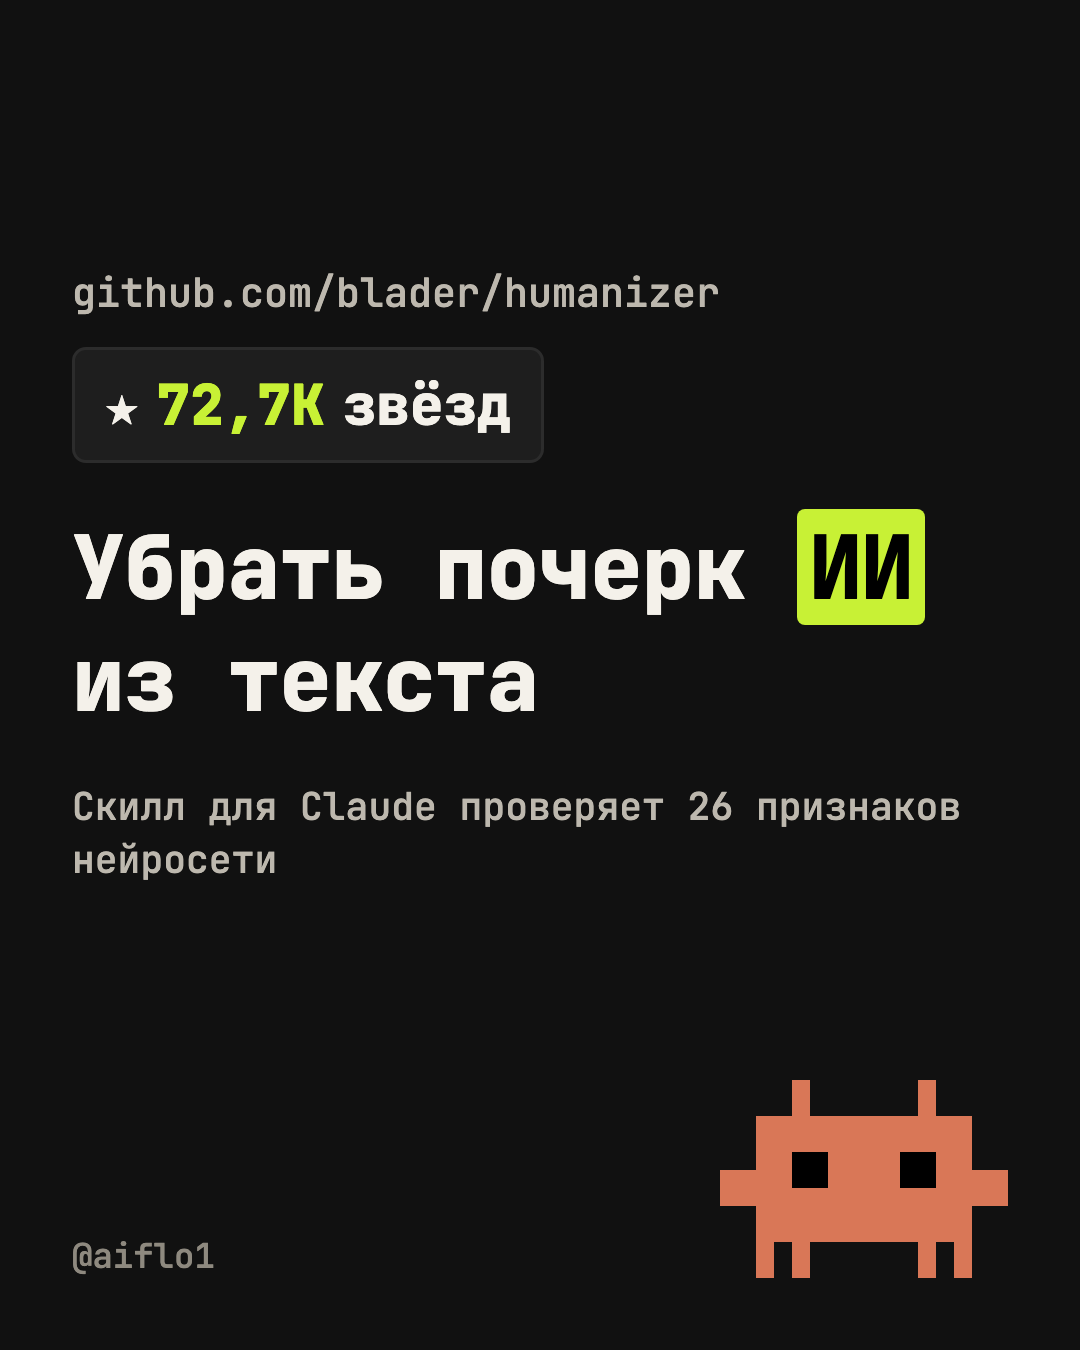 github.com/blader/humanizer
★ 72,7K звёзд
Убрать почерк ИИ
из текста
Скилл для Claude проверяет 26 признаков
нейросети
@aiflo1